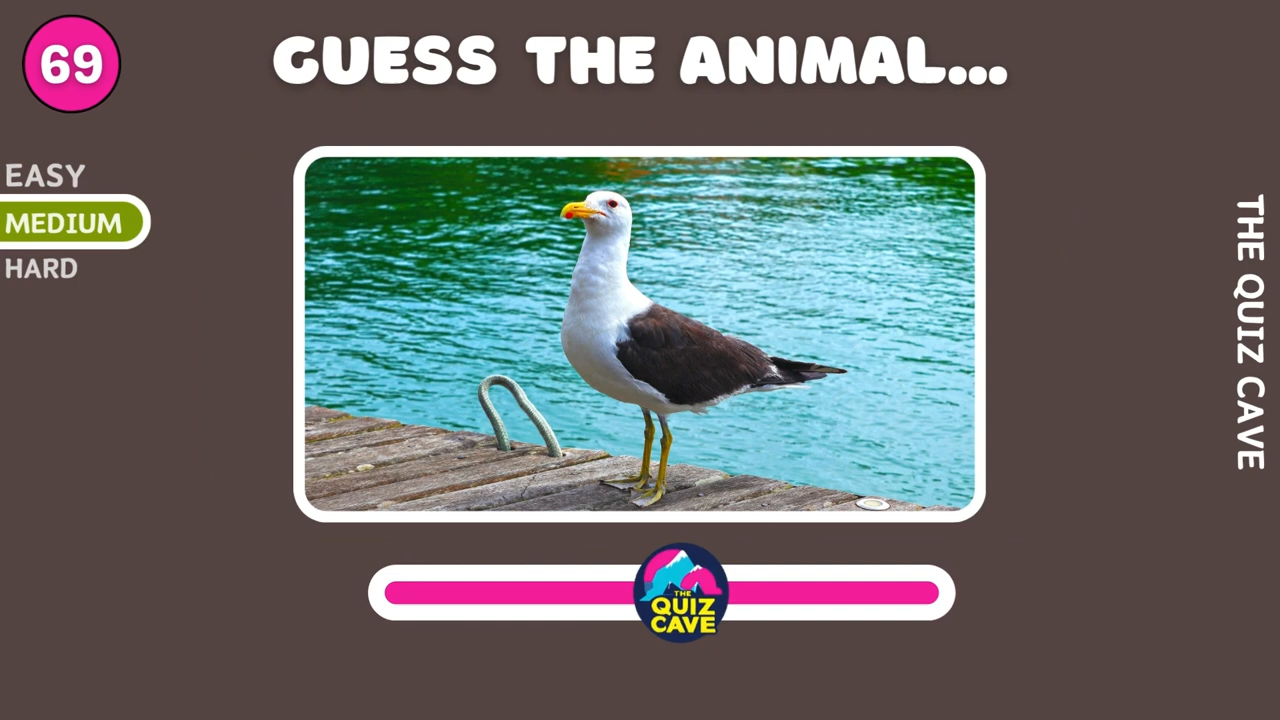 69
GUESS THE ANIMAL...
EASY
MEDIUM
HARD
THE QUIZ CAVE
THE
QUIZ
CAVE